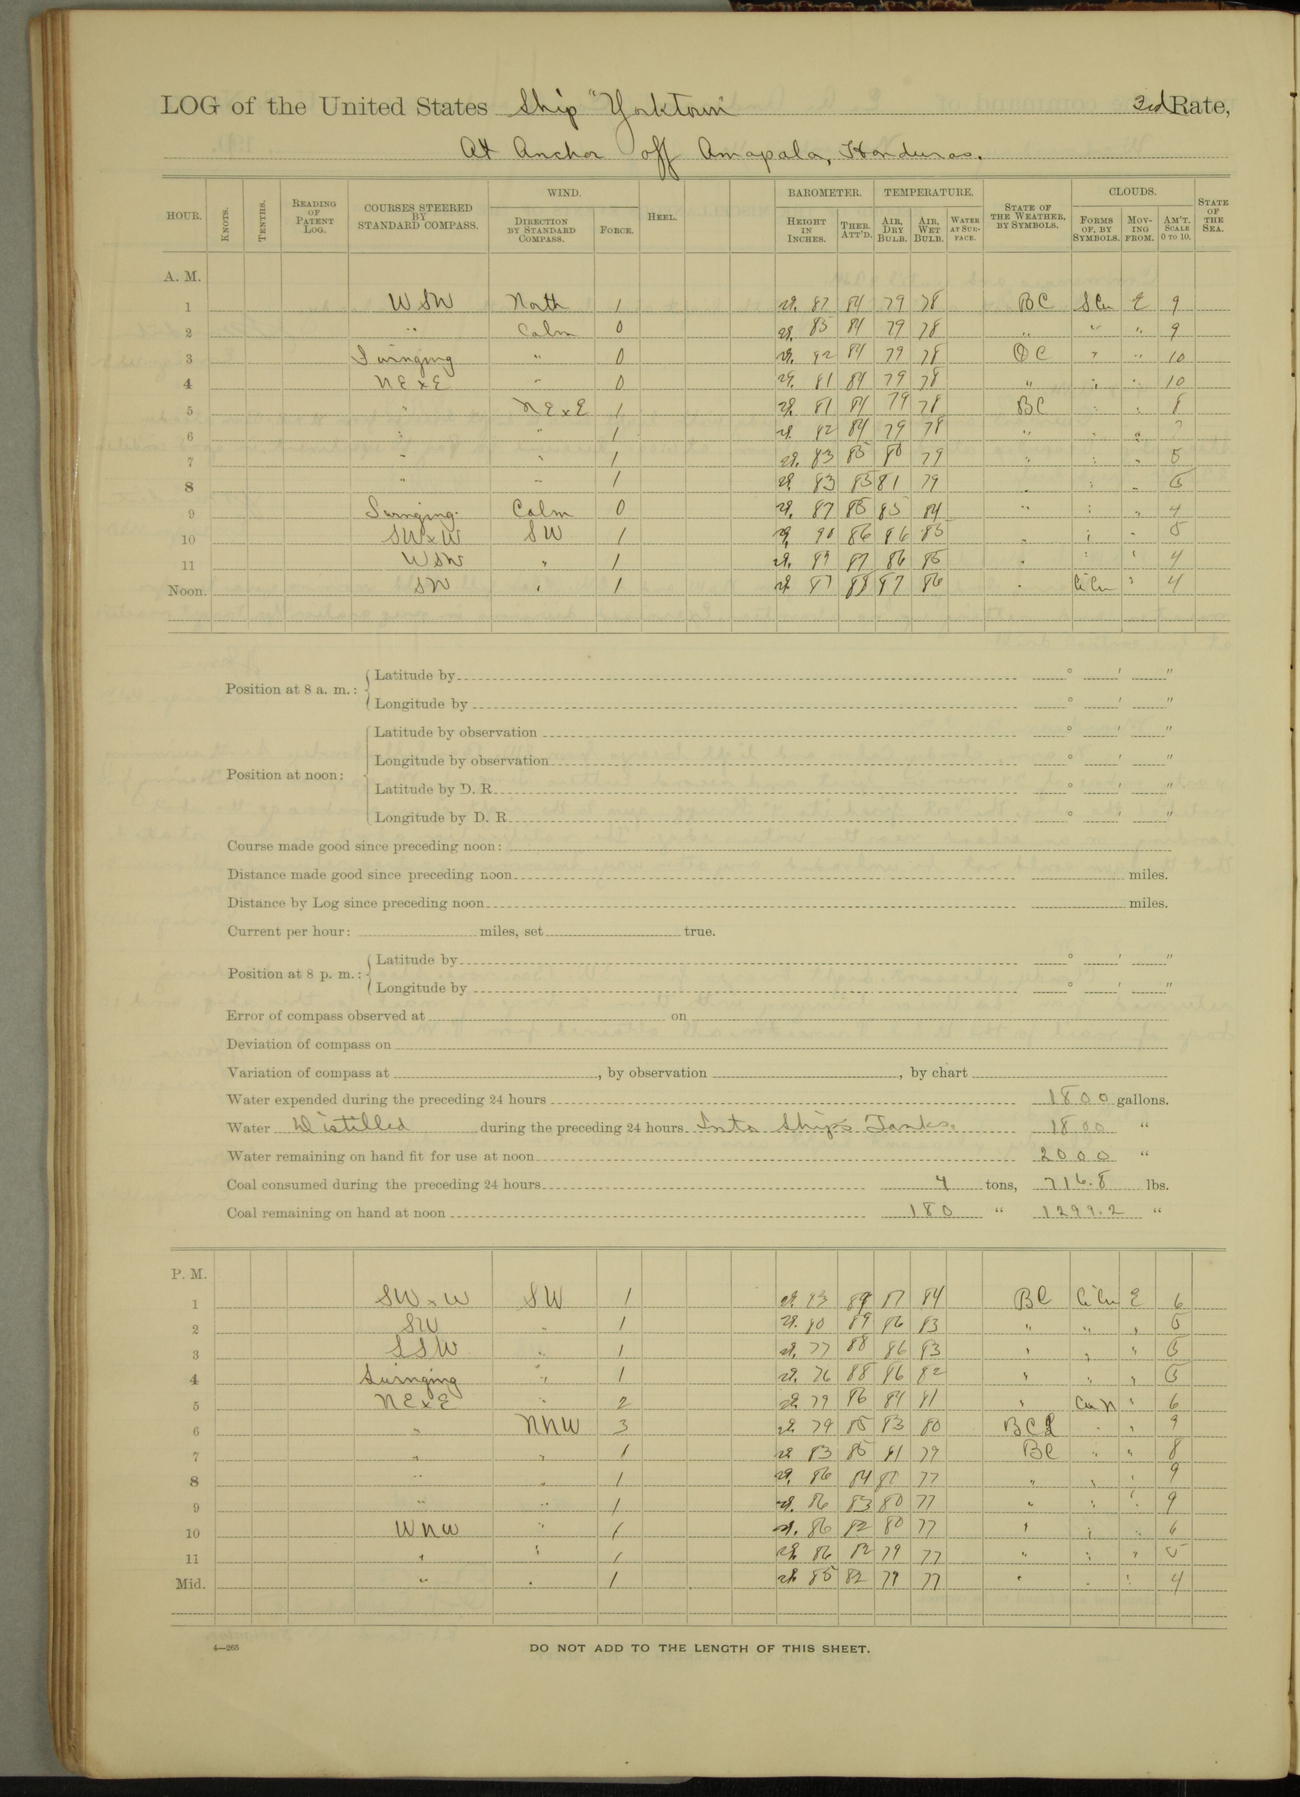 LOG of the United States Ship "Yorktown" 3rd Rate,
At Anchor off Amapala, Honduras.
HOUR. KNOTS. TENTHS. READING OF PATENT LOG. COURSES STEERED BY STANDARD COMPASS. WIND. DIRECTION BY STANDARD COMPASS. FORCE. HEEL. BAROMETER. HEIGHT IN INCHES. THER. ATT'D. TEMPERATURE. AIR, DRY BULB. AIR, WET BULB. WATER AT SURFACE. STATE OF THE WEATHER, BY SYMBOLS. CLOUDS. FORMS OF, BY SYMBOLS. MOVING FROM. AM'T. SCALE 0 TO 10. STATE OF THE SEA.
A. M.
1 WSW North 1 29. 84 79 78 BC S Cu E 9
2 " Calm 0 29. 84 79 78 " " " 9
3 Swinging " 0 29. 82 84 79 78 OC " " 10
4 NExE " 0 29. 81 84 79 78 " " " 10
5 " NExE 1 29. 81 84 79 78 BC " " 8
6 " " 1 29. 82 84 79 78 " " " 7
7 " " 1 29. 83 85 80 79 " " " 5
8 " " 1 29. 83 85 81 79 " " " 5
9 Swinging Calm 0 29. 87 85 85 84 " " " 4
10 SWxW SW 1 29. 90 86 86 85 " " " 5
11 WSW " 1 29. 89 87 86 85 " " " 4
Noon. SW " 1 29. 87 88 87 86 " Ci Cu " 4
Position at 8 a. m.: Latitude by ° ' "
Longitude by ° ' "
Position at noon: Latitude by observation ° ' "
Longitude by observation ° ' "
Latitude by D. R. ° ' "
Longitude by D. R. ° ' "
Course made good since preceding noon:
Distance made good since preceding noon miles.
Distance by Log since preceding noon miles.
Current per hour: miles, set true.
Position at 8 p. m.: Latitude by ° ' "
Longitude by ° ' "
Error of compass observed at on
Deviation of compass on
Variation of compass at , by observation , by chart
Water expended during the preceding 24 hours 1800 gallons.
Water Distilled during the preceding 24 hours Into Ship's Tanks. 1800 "
Water remaining on hand fit for use at noon 2000 "
Coal consumed during the preceding 24 hours 4 tons, 716.8 lbs.
Coal remaining on hand at noon 180 " 1299.2 "
P. M.
1 SWxW SW 1 29. 83 89 87 84 BC Ci Cu E 6
2 SW " 1 29. 80 89 86 83 " " " 5
3 SSW " 1 29. 77 88 86 83 " " " 5
4 Swinging " 1 29. 76 88 86 82 " " " 5
5 NExE " 2 29. 79 86 84 81 " Cu N " 6
6 " NNW 3 29. 79 85 83 80 BCL " " 9
7 " " 1 29. 83 85 81 79 BC " " 8
8 " " 1 29. 86 84 77 " " " 9
9 " " 1 29. 86 83 80 77 " " " 9
10 WNW " 1 29. 86 82 80 77 " " " 6
11 " " 1 29. 86 82 79 77 " " " 5
Mid. " " 1 29. 85 82 79 77 " " " 4
4—265 DO NOT ADD TO THE LENGTH OF THIS SHEET.